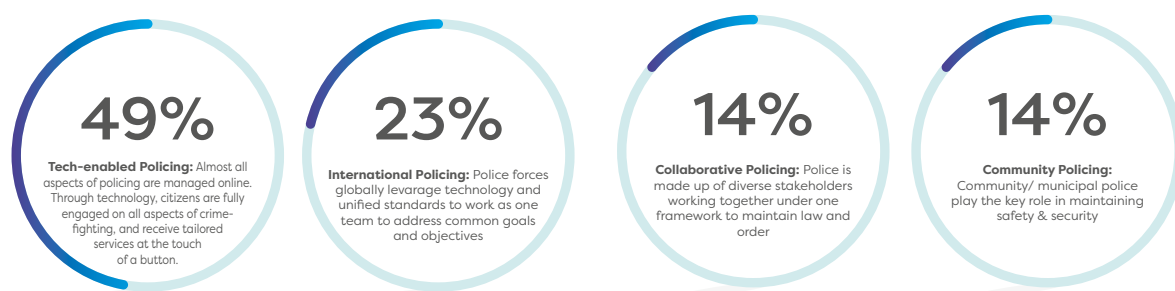 49%
Tech-enabled Policing: Almost all
aspects of policing are managed online.
Through technology, citizens are fully
engaged on all aspects of crime-
fighting, and receive tailored
services at the touch
of a button.
23%
International Policing: Police forces
globally levarage technology and
unified standards to work as one
team to address common goals
and objectives
14%
Collaborative Policing: Police is
made up of diverse stakeholders
working together under one
framework to maintain law and
order
14%
Community Policing:
Community/ municipal police
play the key role in maintaining
safety & security